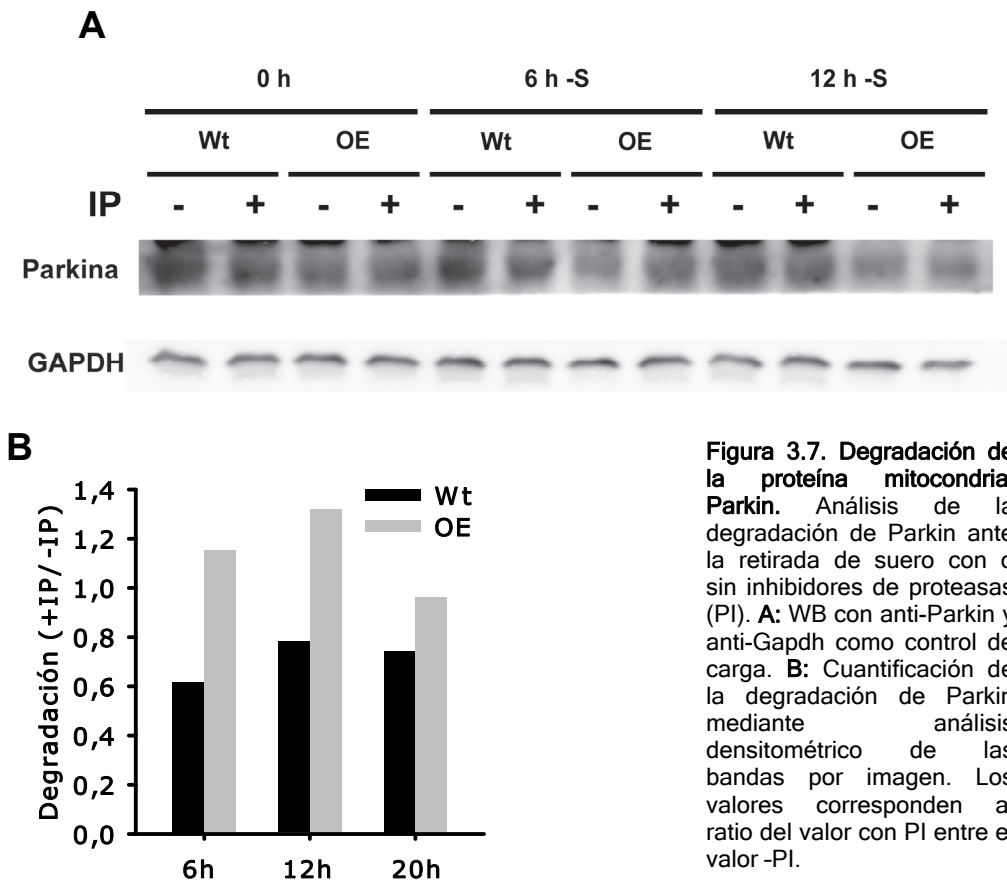 A
0 h 6 h -S 12 h -S
Wt OE Wt OE Wt OE
IP - + - + - + - + - + - +
Parkina
GAPDH
B
Degradación (+IP/-IP)
1,4
1,2
1,0
0,8
0,6
0,4
0,2
0,0
Wt
OE
6h 12h 20h
Figura 3.7. Degradación de
la proteína mitocondria
Parkin. Análisis de la
degradación de Parkin ante
la retirada de suero con o
sin inhibidores de proteasas
(PI). A: WB con anti-Parkin y
anti-Gapdh como control de
carga. B: Cuantificación de
la degradación de Parkin
mediante análisis
densitométrico de las
bandas por imagen. Los
valores corresponden a
ratio del valor con PI entre e
valor -PI.